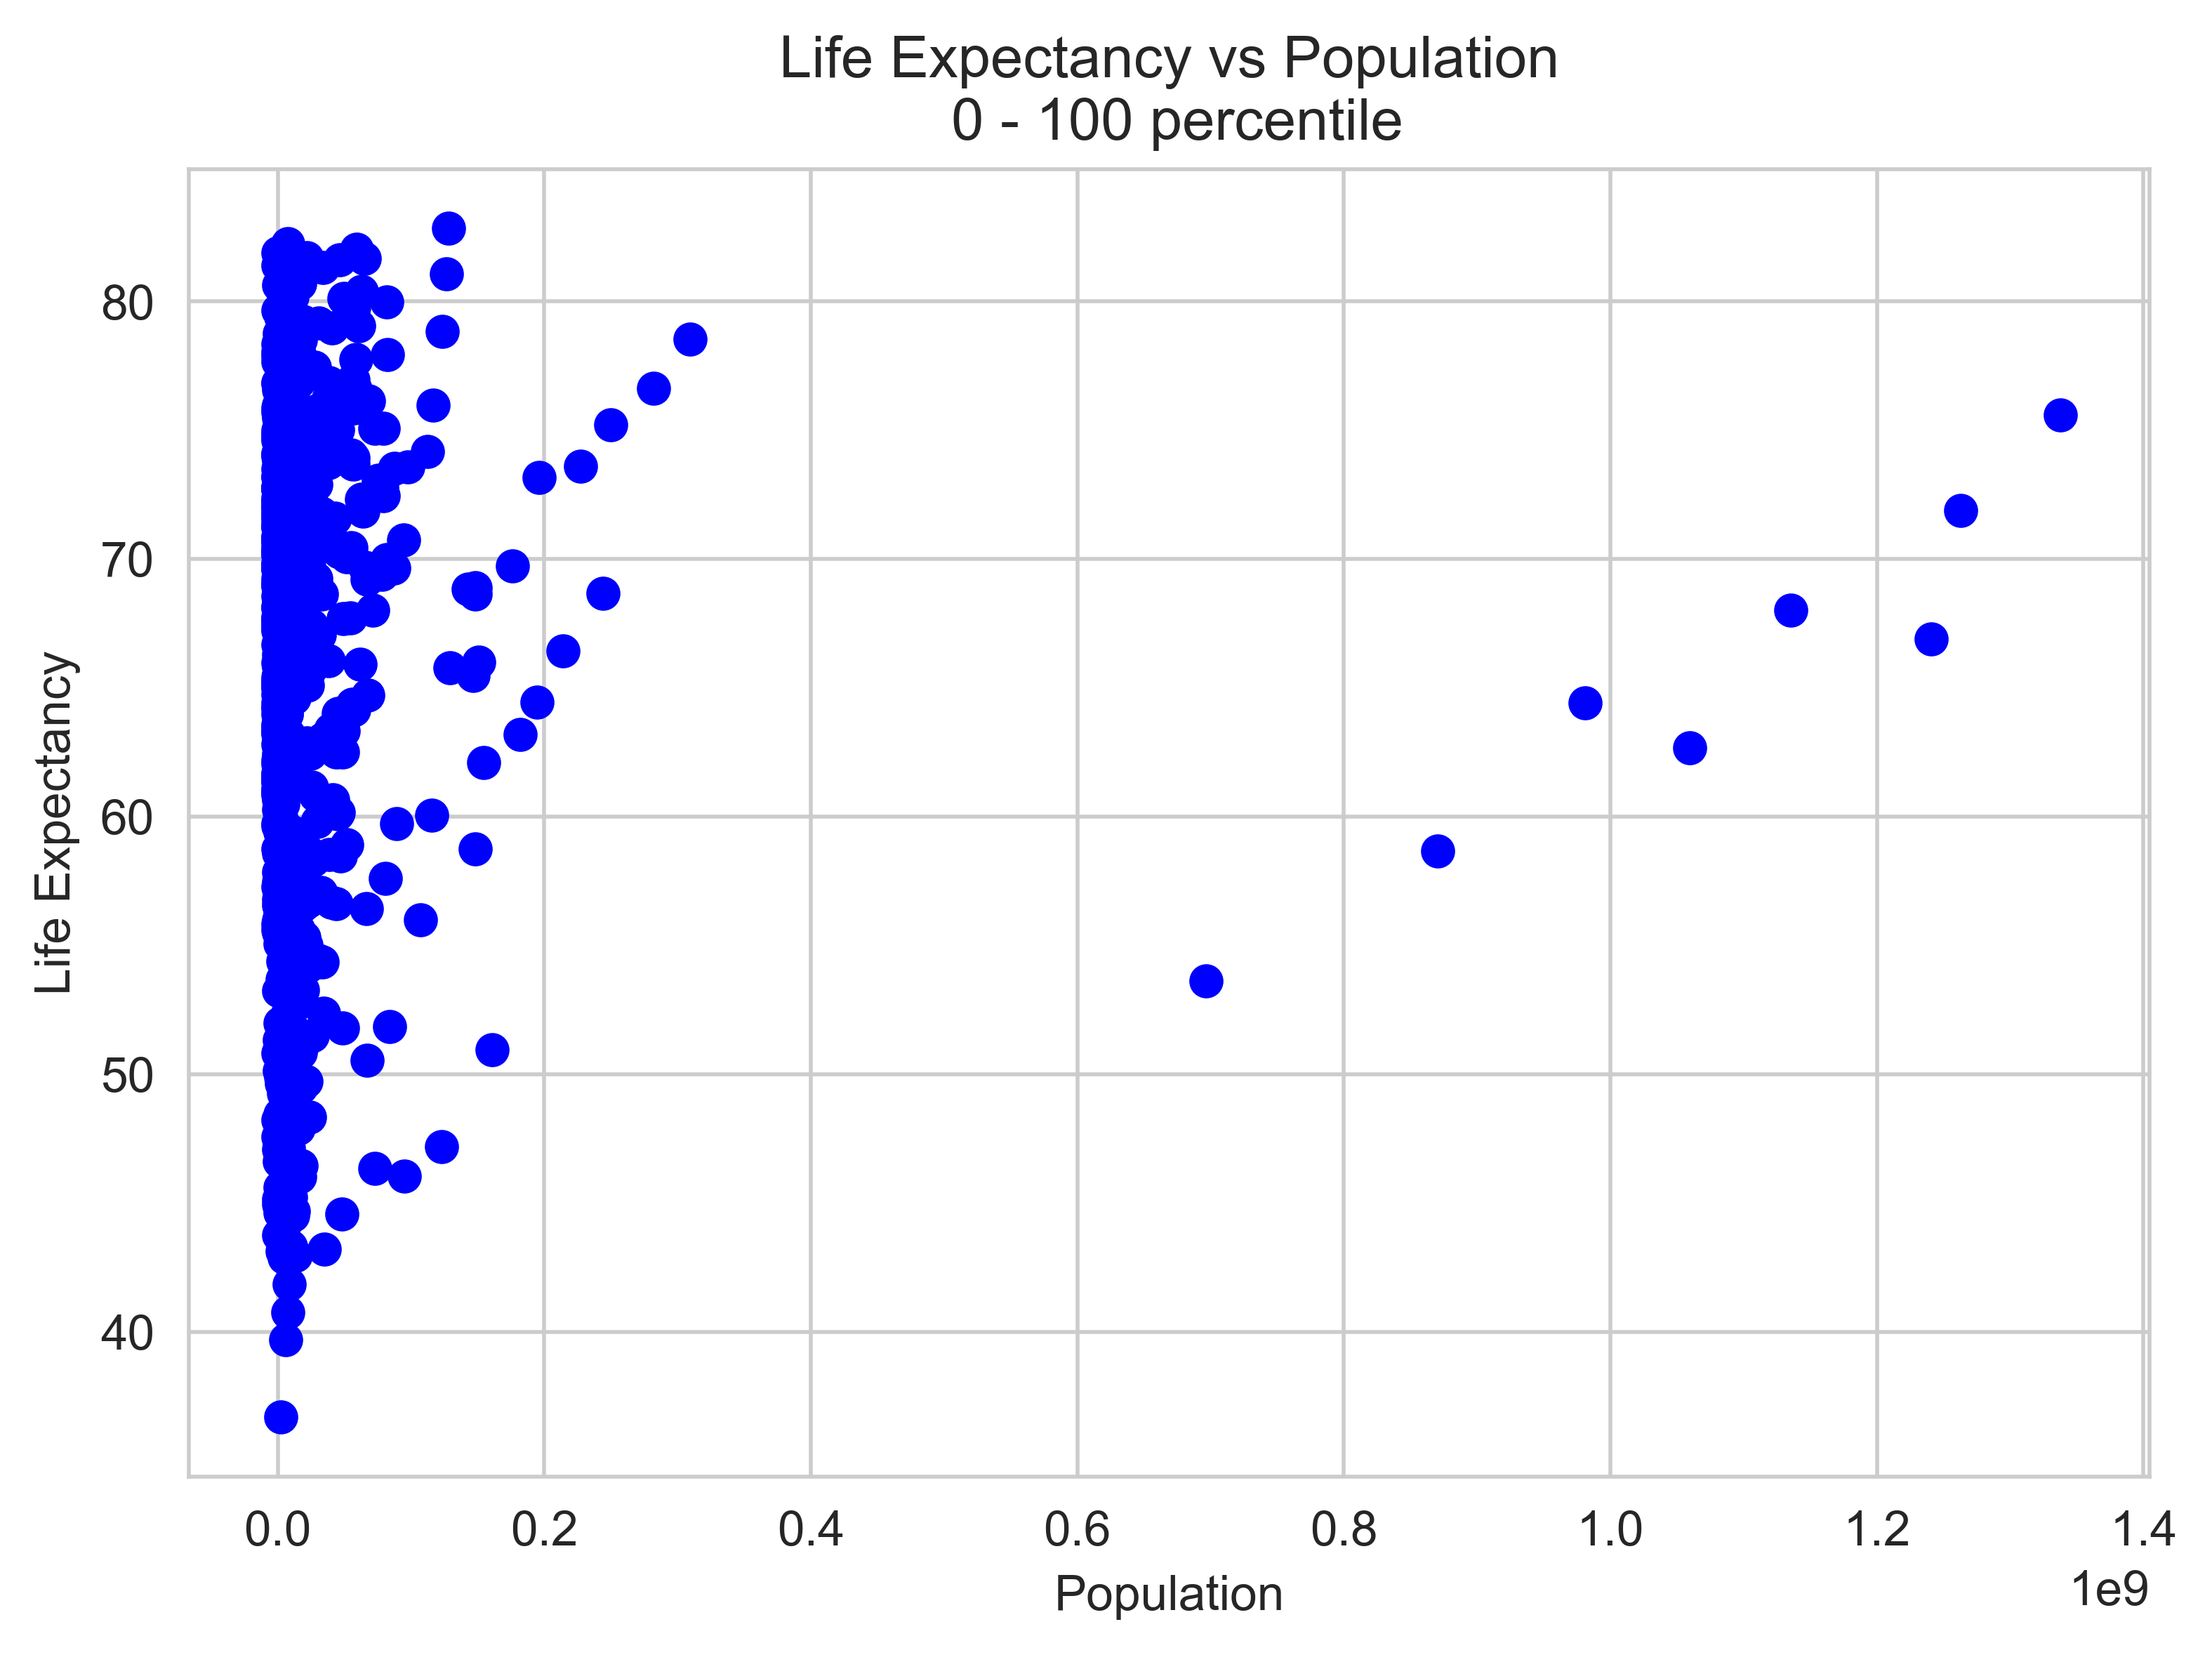 Life Expectancy vs Population
0 - 100 percentile
Life Expectancy
80
70
60
50
40
0.0 0.2 0.4 0.6 0.8 1.0 1.2 1.4
1e9
Population